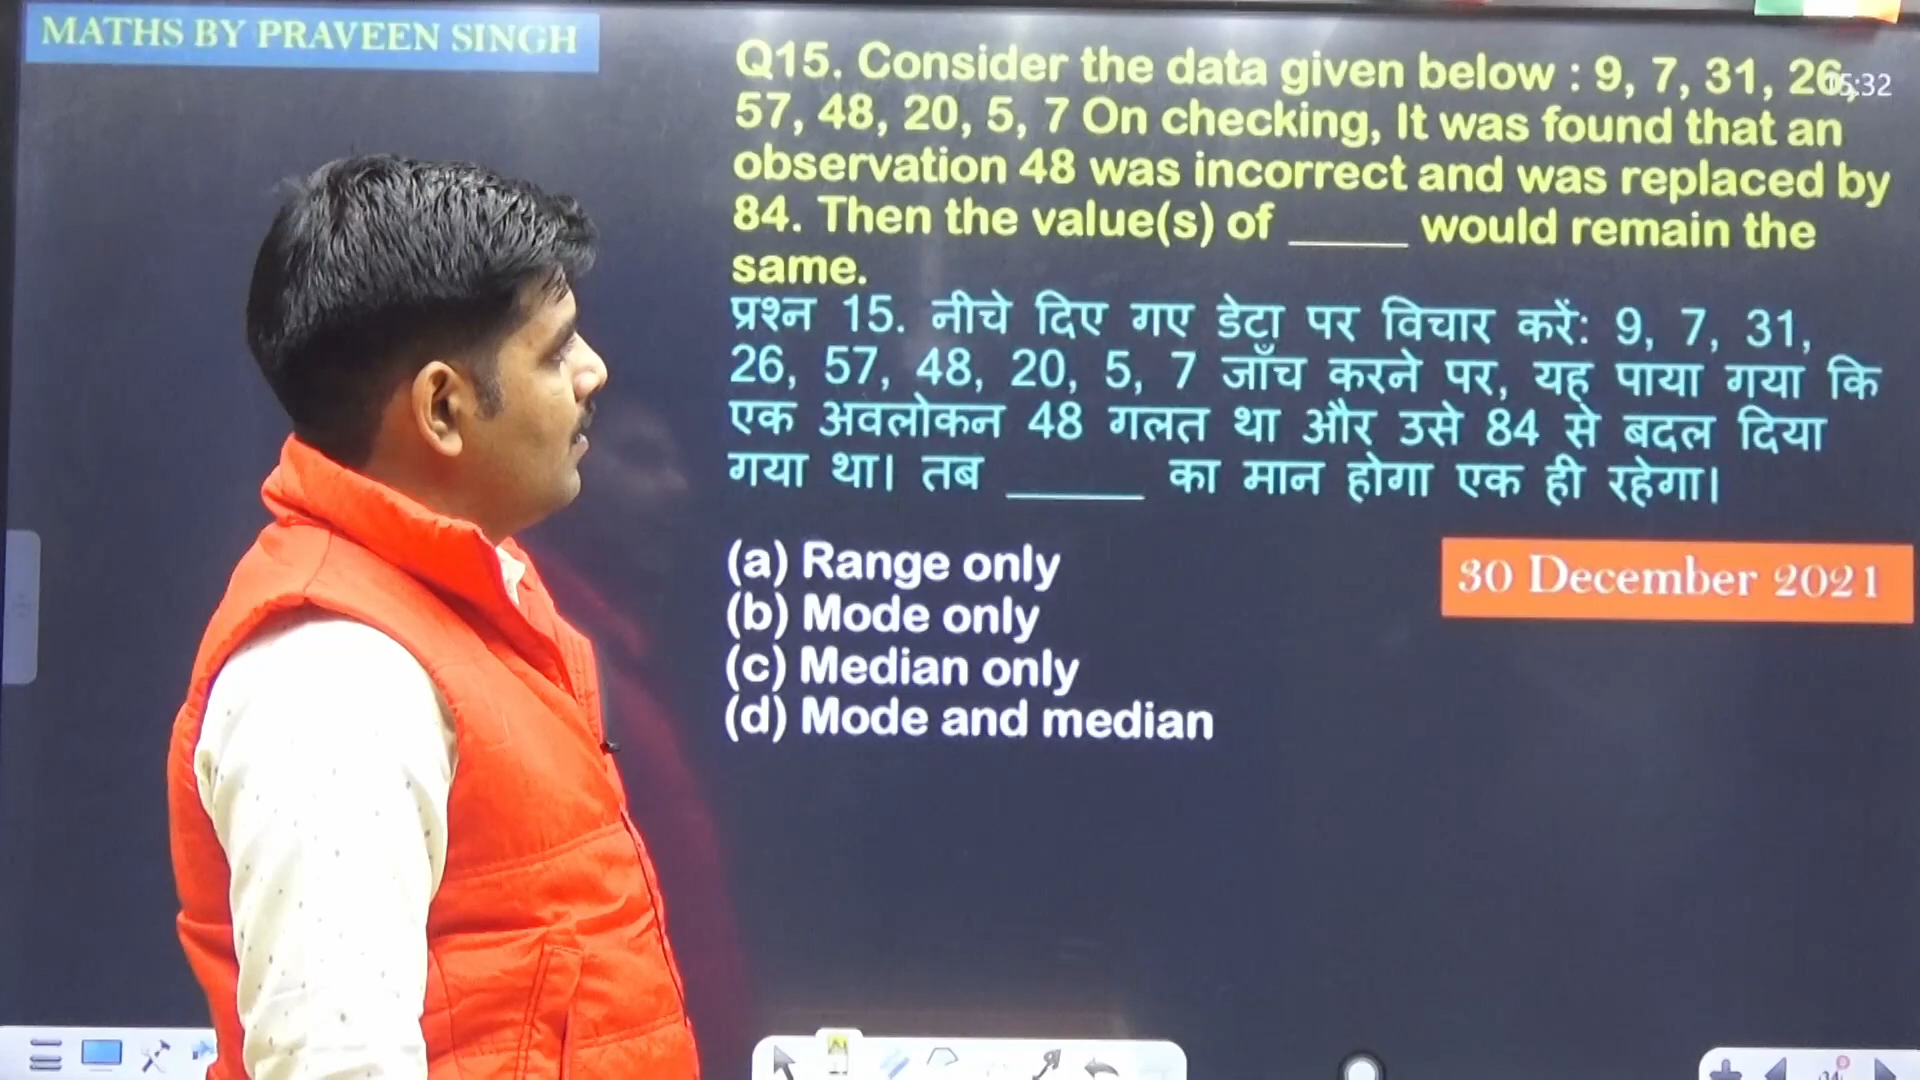 MATHS BY PRAVEEN SINGH
Q15. Consider the data given below : 9, 7, 31, 26,
15:32
57, 48, 20, 5, 7 On checking, It was found that an
observation 48 was incorrect and was replaced by
84. Then the value(s) of _____ would remain the
same.
प्रश्न 15. नीचे दिए गए डेटा पर विचार करें: 9, 7, 31,
26, 57, 48, 20, 5, 7 जाँच करने पर, यह पाया गया कि
एक अवलोकन 48 गलत था और उसे 84 से बदल दिया
गया था। तब ______ का मान होगा एक ही रहेगा।
(a) Range only
(b) Mode only
(c) Median only
(d) Mode and median
30 December 2021